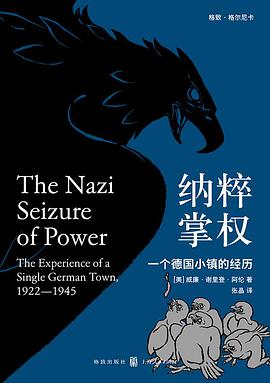 格致·格尔尼卡
The Nazi
Seizure
of Power
The Experience of a
Single German Town,
1922—1945
纳粹
掌权
一个德国小镇的经历
[美] 威廉·谢里登·阿伦 著
张晶 译
格致出版社 上海人民出版社